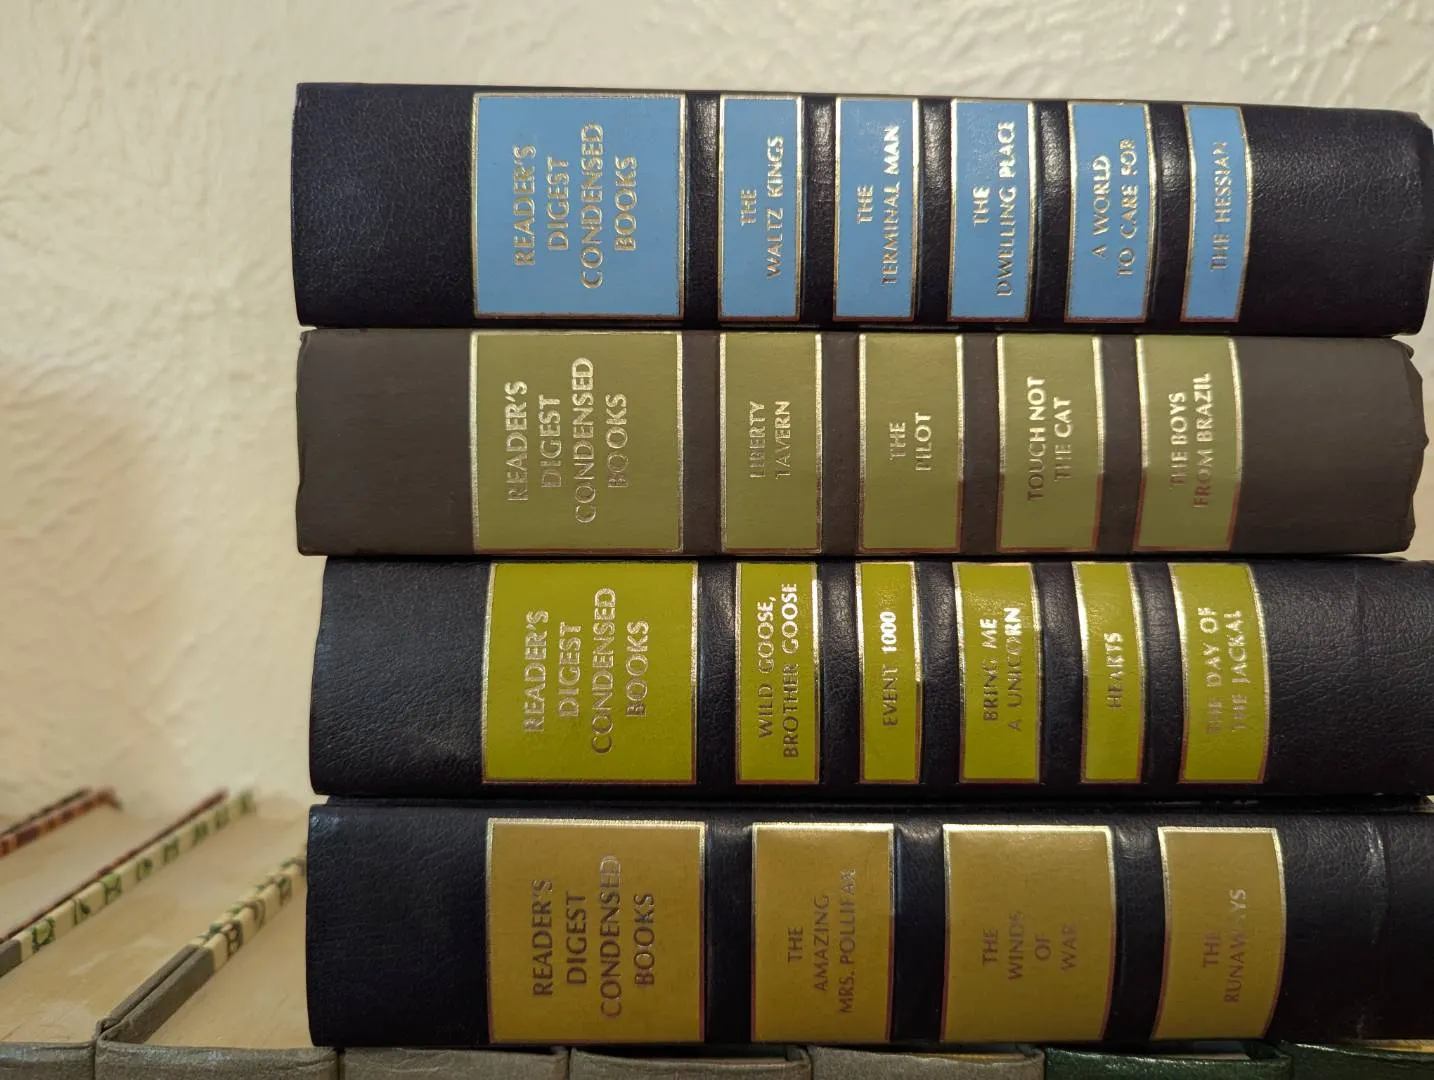 READER'S
DIGEST
CONDENSED
BOOKS
THE
WALTZ KINGS
THE
TERMINAL MAN
THE
DWELLING PLACE
A WORLD
TO CARE FOR
THE HESSIAN
READER'S
DIGEST
CONDENSED
BOOKS
LIBERTY
TAVERN
THE
PILOT
TOUCH NOT
THE CAT
THE BOYS
FROM BRAZIL
READER'S
DIGEST
CONDENSED
BOOKS
WILD GOOSE,
BROTHER GOOSE
EVENT 1000
BRING ME
A UNICORN
HEARTS
THE DAY OF
THE JACKAL
READER'S
DIGEST
CONDENSED
BOOKS
THE
AMAZING
MRS. POLLIFAX
THE
WINDS
OF
WAR
THE
RUNAWAYS